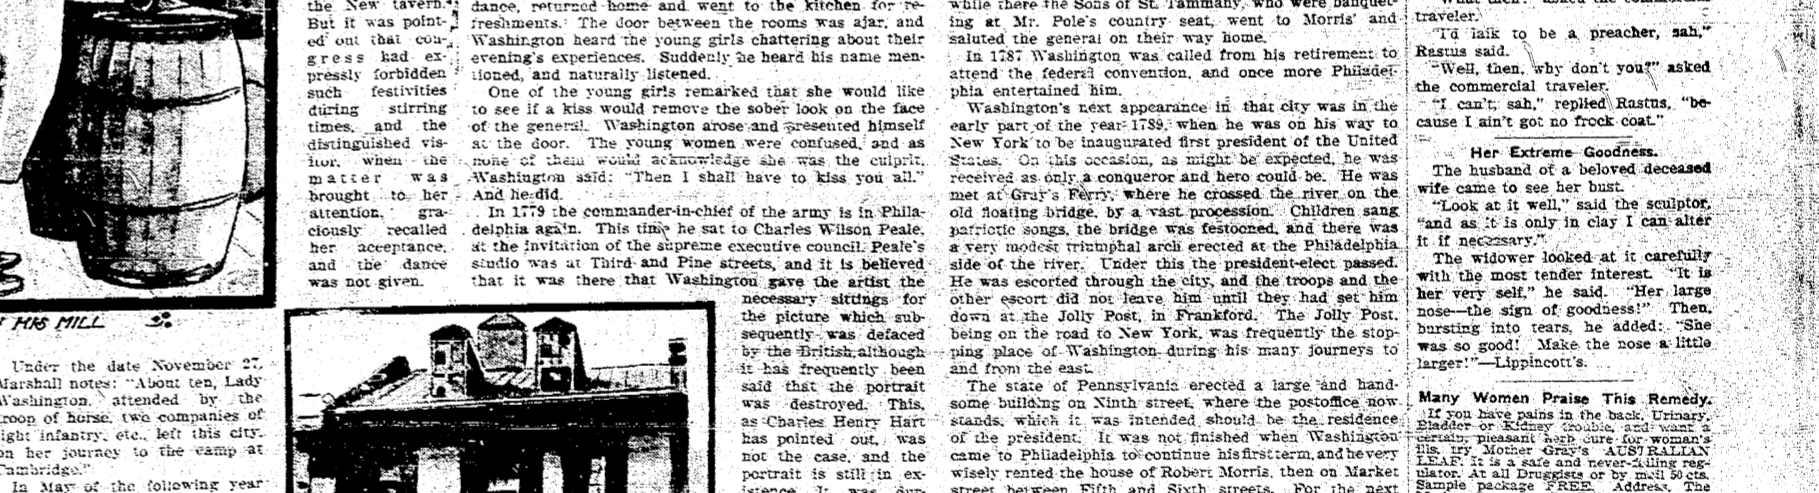 the New tavern.
But it was point-
ed out that con-
gress had ex-
pressly forbidden
such festivities
during stirring
times, and the
distinguished vis-
itor, when the
matter was
brought to her
attention, gra-
ciously recalled
her acceptance,
and the dance
was not given.
HIS MILL
Under the date November 27,
Marshall notes: "About ten, Lady
Washington, attended by the
troop of horse, two companies of
light infantry, etc., left this city
on her journey to the camp at
Cambridge."
In May of the following year
dance, returned home and went to the kitchen for re-
freshments. The door between the rooms was ajar, and
Washington heard the young girls chattering about their
evening's experiences. Suddenly he heard his name men-
tioned, and naturally listened.
One of the young girls remarked that she would like
to see if a kiss would remove the sober look on the face
of the general. Washington arose and presented himself
at the door. The young women were confused, and as
none of them would acknowledge she was the culprit,
Washington said: "Then I shall have to kiss you all."
And he did.
In 1779 the commander-in-chief of the army is in Phila-
delphia again. This time he sat to Charles Wilson Peale,
at the invitation of the supreme executive council. Peale's
studio was at Third and Pine streets, and it is believed
that it was there that Washington gave the artist the
necessary sittings for
the picture which sub-
sequently was defaced
by the British, although
it has frequently been
said that the portrait
was destroyed. This,
as Charles Henry Hart
has pointed out, was
not the case, and the
portrait is still in ex-
istence. It was
while there the Sons of St. Tammany, who were banquet-
ing at Mr. Pole's country seat, went to Morris' and
saluted the general on their way home.
In 1787 Washington was called from his retirement to
attend the federal convention, and once more Philadel-
phia entertained him.
Washington's next appearance in that city was in the
early part of the year 1789, when he was on his way to
New York to be inaugurated first president of the United
States. On this occasion, as might be expected, he was
received as only a conqueror and hero could be. He was
met at Gray's Ferry, where he crossed the river on the
old floating bridge, by a vast procession. Children sang
patriotic songs, the bridge was festooned, and there was
a very modest triumphal arch erected at the Philadelphia
side of the river. Under this the president-elect passed.
He was escorted through the city, and the troops and the
other escort did not leave him until they had set him
down at the Jolly Post, in Frankford. The Jolly Post,
being on the road to New York, was frequently the stop-
ping place of Washington during his many journeys to
and from the east.
The state of Pennsylvania erected a large and hand-
some building on Ninth street, where the postoffice now
stands, which it was intended should be the residence
of the president. It was not finished when Washington
came to Philadelphia to continue his first term, and he very
wisely rented the house of Robert Morris, then on Market
street between Fifth and Sixth streets. For the next
traveler.
"I'd laik to be a preacher, sah,"
Rastus said.
"Well, then, why don't you?" asked
the commercial traveler.
"I can't, sah," replied Rastus, "be-
cause I ain't got no frock coat."
Her Extreme Goodness.
The husband of a beloved deceased
wife came to see her bust.
"Look at it well," said the sculptor,
"and as it is only in clay I can alter
it if necessary."
The widower looked at it carefully
with the most tender interest. "It is
her very self," he said. "Her large
nose—the sign of goodness!" Then,
bursting into tears, he added: "She
was so good! Make the nose a little
larger!"—Lippincott's.
Many Women Praise This Remedy.
If you have pains in the back, Urinary,
Bladder or Kidney trouble, and want a
certain, pleasant herb cure for woman's
ills, try Mother Gray's AUSTRALIAN
LEAF. It is a safe and never-failing reg-
ulator. At all Druggists or by mail 50 cts.
Sample package FREE. Address, The